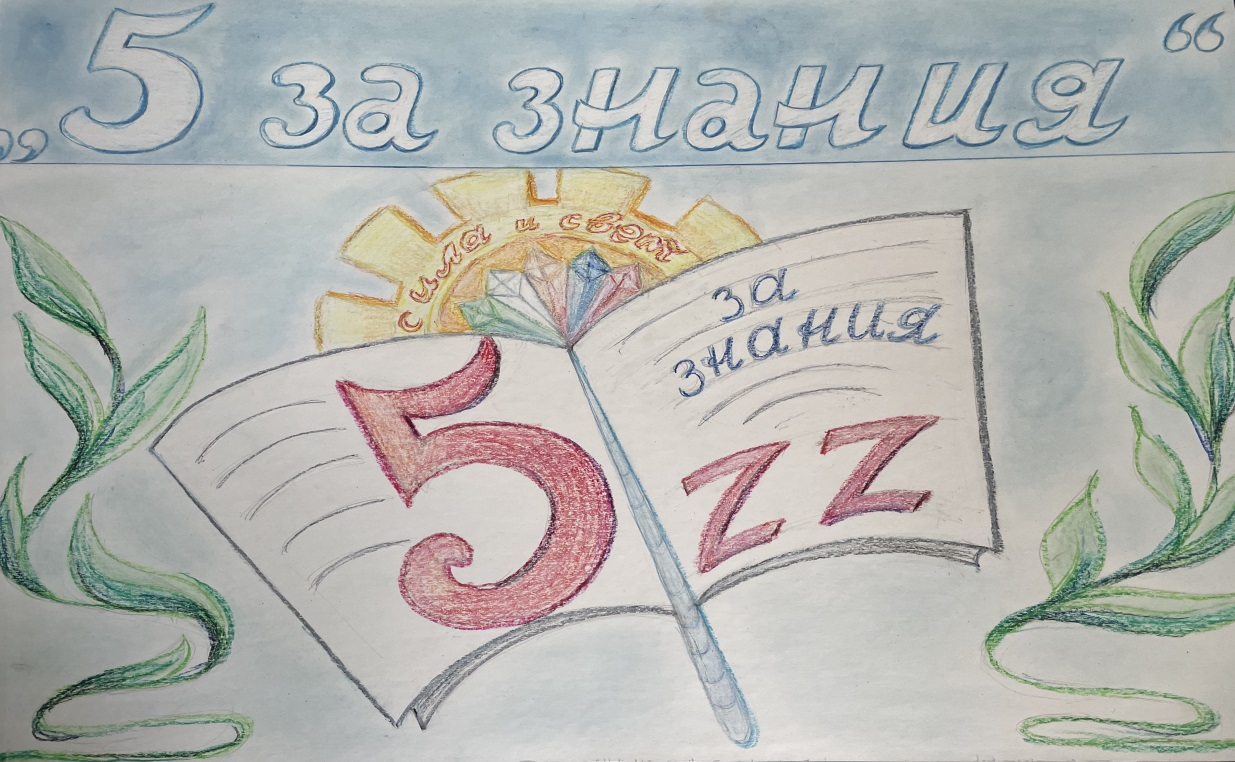 „5 за знания“
сила и свет
5
за
знания
zz